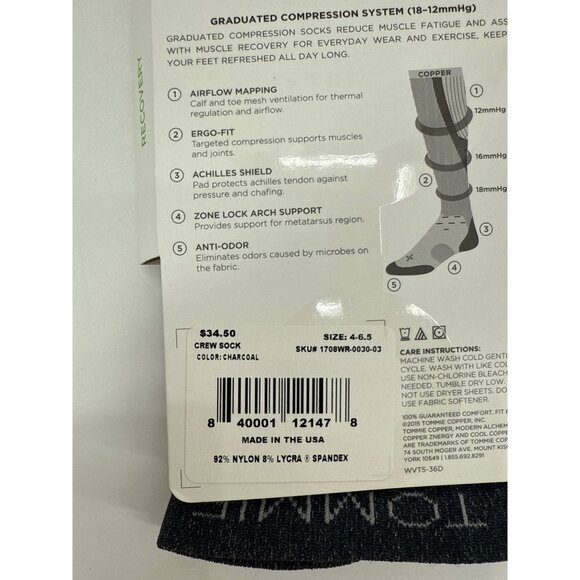 GRADUATED COMPRESSION SYSTEM (18–12mmHg)
GRADUATED COMPRESSION SOCKS REDUCE MUSCLE FATIGUE AND ASS
WITH MUSCLE RECOVERY FOR EVERYDAY WEAR AND EXERCISE, KEEP
YOUR FEET REFRESHED ALL DAY LONG.
RECOVERY
1 AIRFLOW MAPPING
Calf and toe mesh ventilation for thermal
regulation and airflow.
2 ERGO-FIT
Targeted compression supports muscles
and joints.
3 ACHILLES SHIELD
Pad protects achilles tendon against
pressure and chafing.
4 ZONE LOCK ARCH SUPPORT
Provides support for metatarsus region.
5 ANTI-ODOR
Eliminates odors caused by microbes on
the fabric.
COPPER
1
12mmHg
16mmHg
2
18mmHg
3
4
5
$34.50
CREW SOCK
COLOR: CHARCOAL
SIZE: 4-6.5
SKU# 1708WR-0030-03
8 40001 12147 8
MADE IN THE USA
92% NYLON 8% LYCRA ® SPANDEX
CARE INSTRUCTIONS:
MACHINE WASH COLD GENTL
CYCLE. WASH WITH LIKE COL
USE NON-CHLORINE BLEACH
NEEDED. TUMBLE DRY LOW.
NOT USE DRYER SHEETS. DO
USE FABRIC SOFTENER.
100% GUARANTEED COMFORT, FIT
©2015 TOMMIE COPPER, INC.
TOMMIE COPPER, MODERN ALCHEM
COPPER ZNERGY AND COOL COPPER
ARE TRADEMARKS OF TOMMIE COP
74 SOUTH MOGER AVE. MOUNT KIS
YORK 10549 | 1.855.692.8291
WVTS-36D
TOMMIE